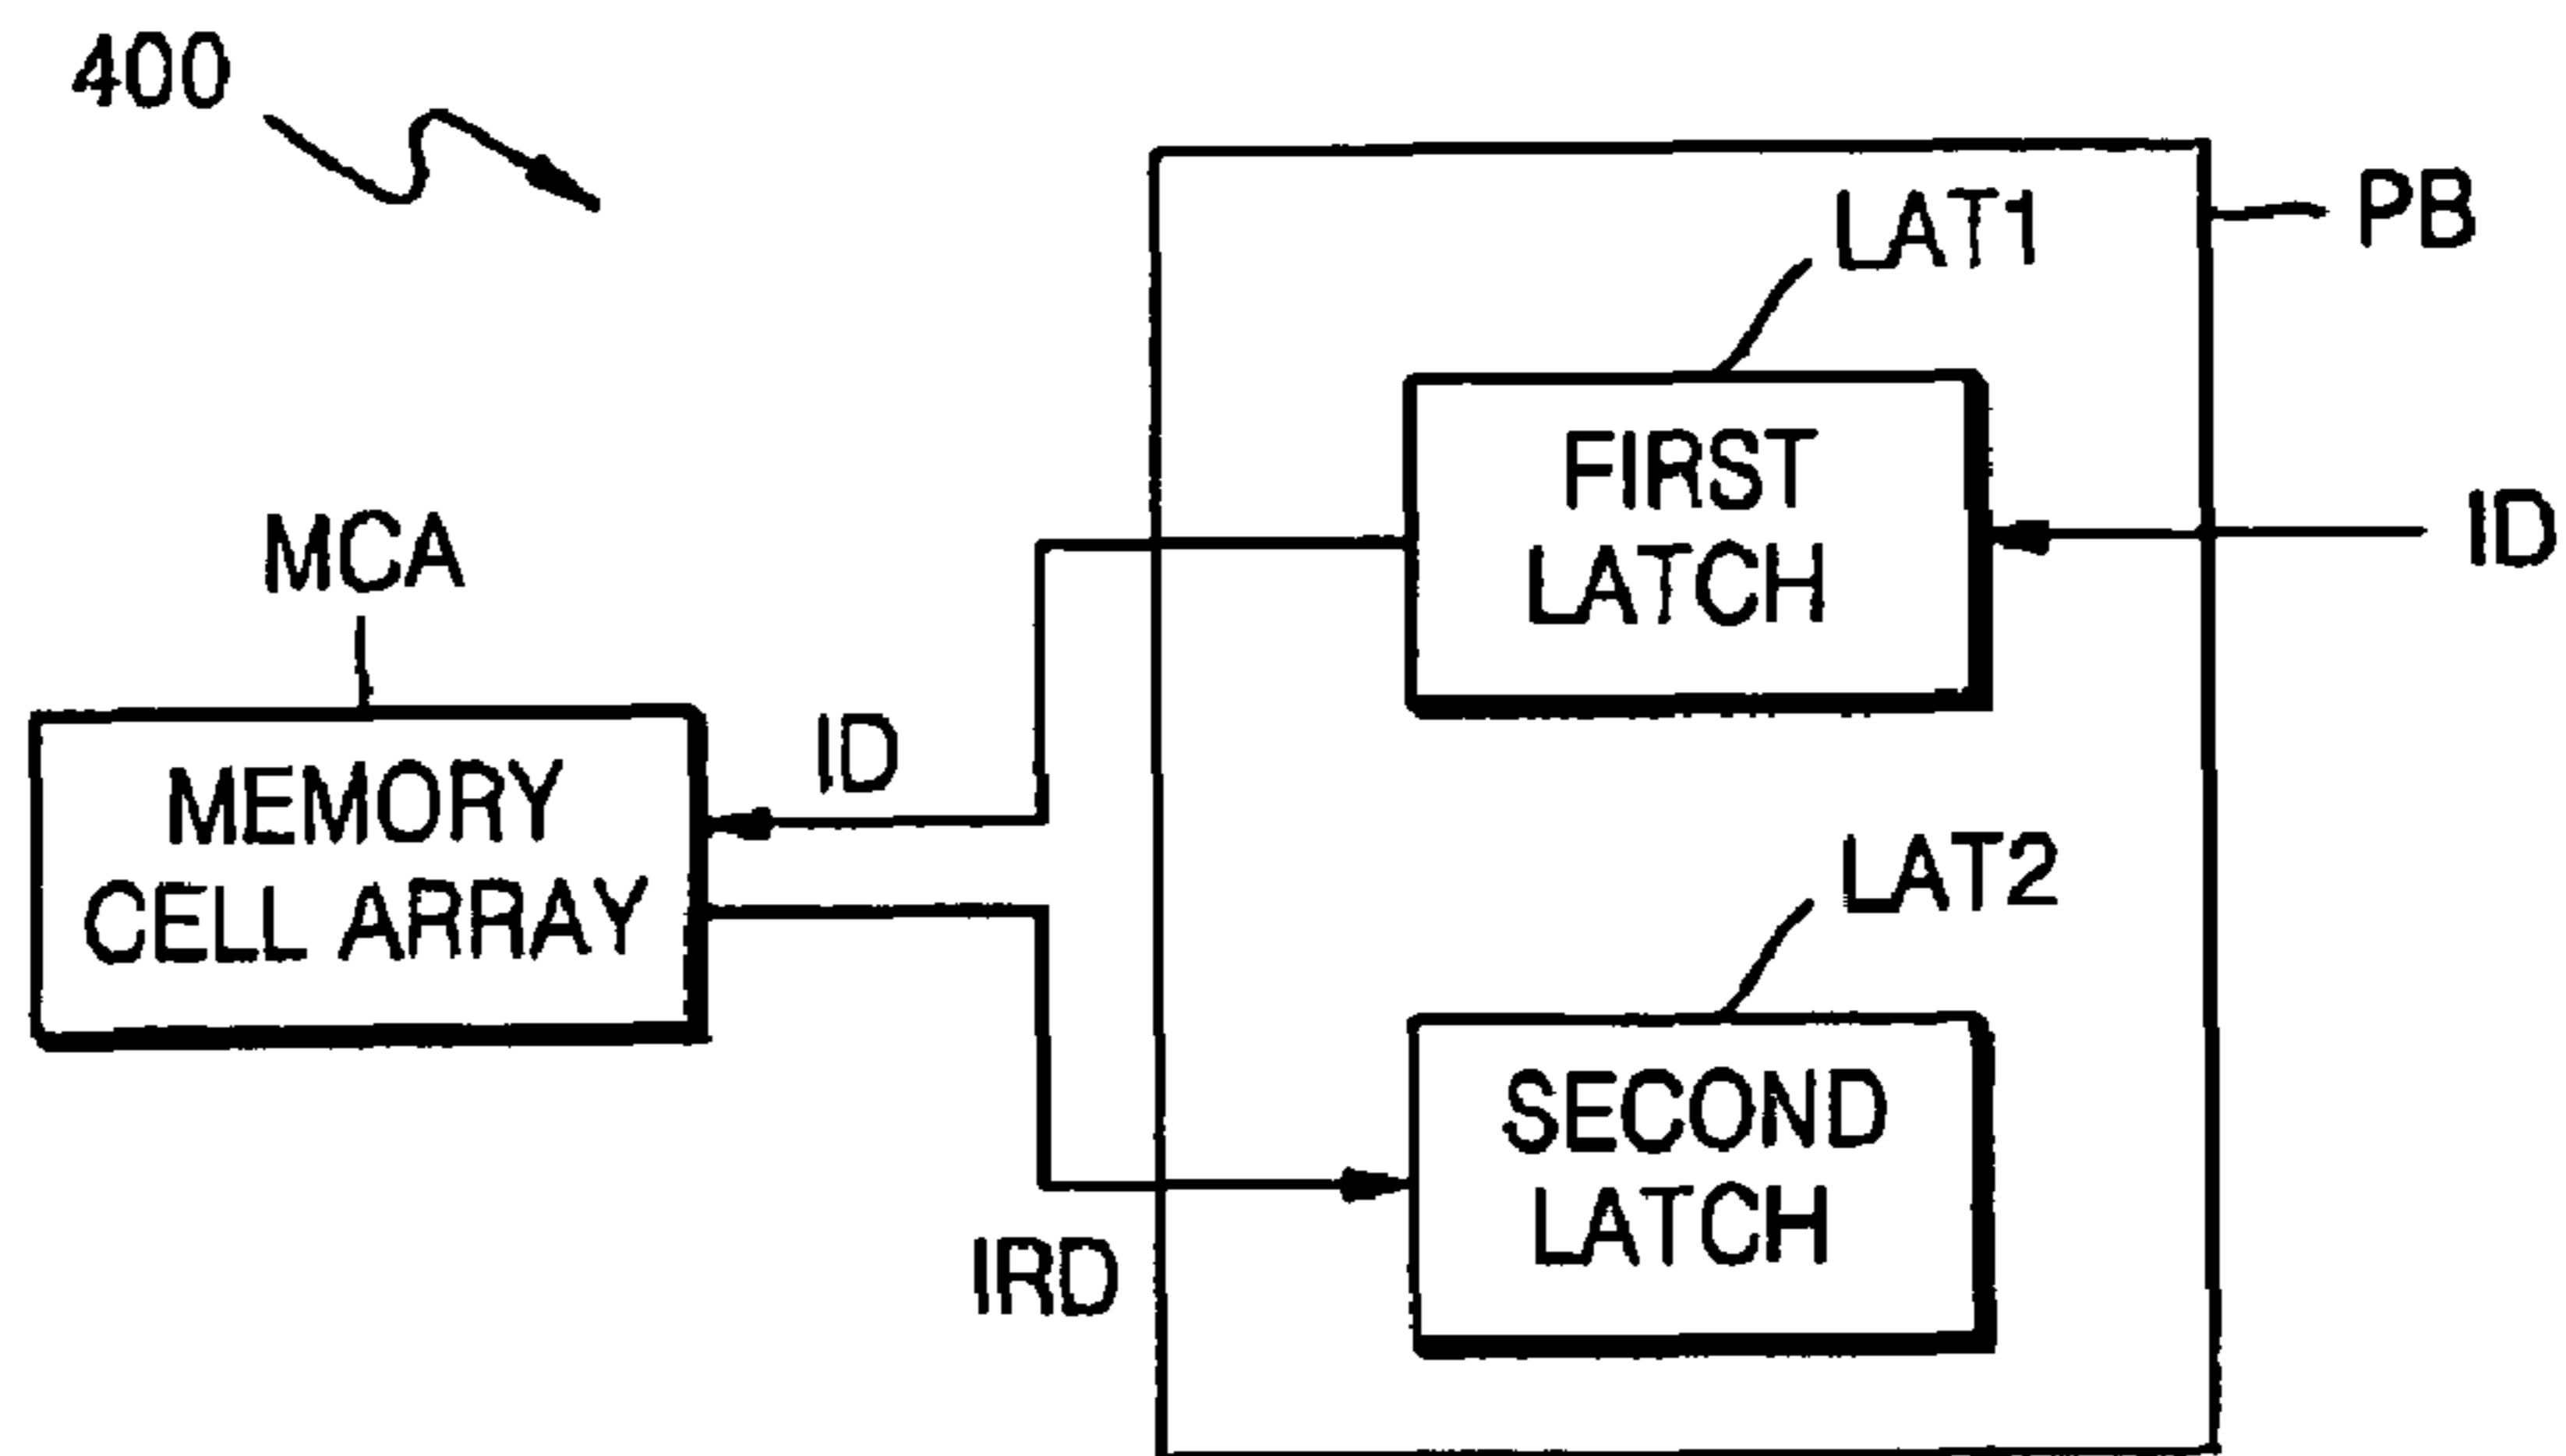 400
PB
LAT1
FIRST
LATCH
ID
MCA
ID
MEMORY
CELL ARRAY
LAT2
SECOND
LATCH
IRD